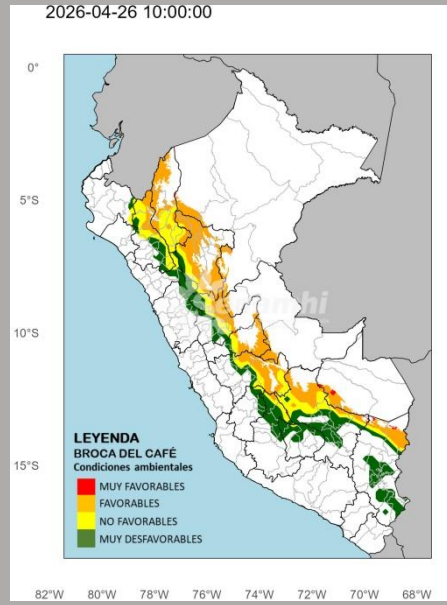 2026-04-26 10:00:00
0°
5°S
10°S
15°S
senamhi
LEYENDA
BROCA DEL CAFÉ
Condiciones ambientales
MUY FAVORABLES
FAVORABLES
NO FAVORABLES
MUY DESFAVORABLES
82°W 80°W 78°W 76°W 74°W 72°W 70°W 68°W